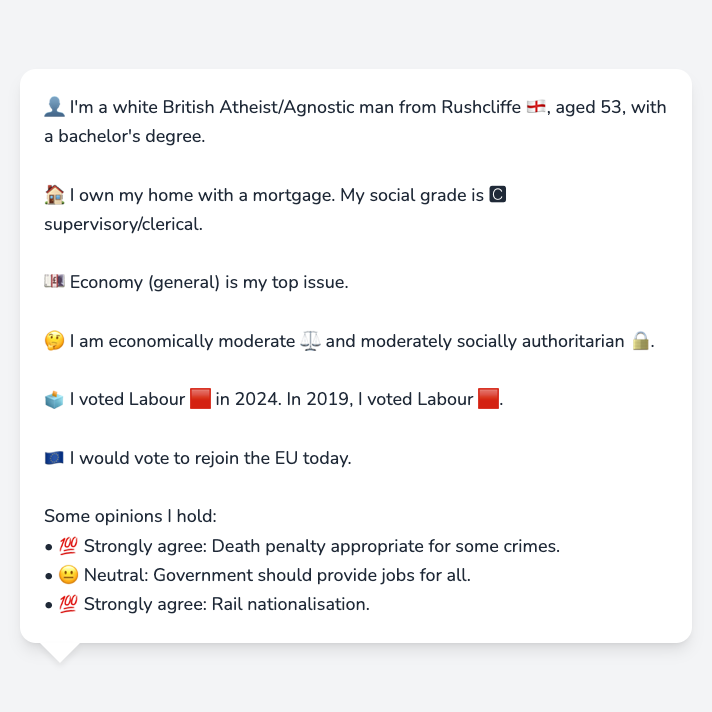 👤 I'm a white British Atheist/Agnostic man from Rushcliffe 🏴󠁧󠁢󠁥󠁮󠁧󠁿, aged 53, with
a bachelor's degree.
🏠 I own my home with a mortgage. My social grade is 🅲
supervisory/clerical.
💷 Economy (general) is my top issue.
🤔 I am economically moderate ⚖️ and moderately socially authoritarian 🔒.
🗳️ I voted Labour 🟥 in 2024. In 2019, I voted Labour 🟥.
🇪🇺 I would vote to rejoin the EU today.
Some opinions I hold:
• 💯 Strongly agree: Death penalty appropriate for some crimes.
• 😐 Neutral: Government should provide jobs for all.
• 💯 Strongly agree: Rail nationalisation.